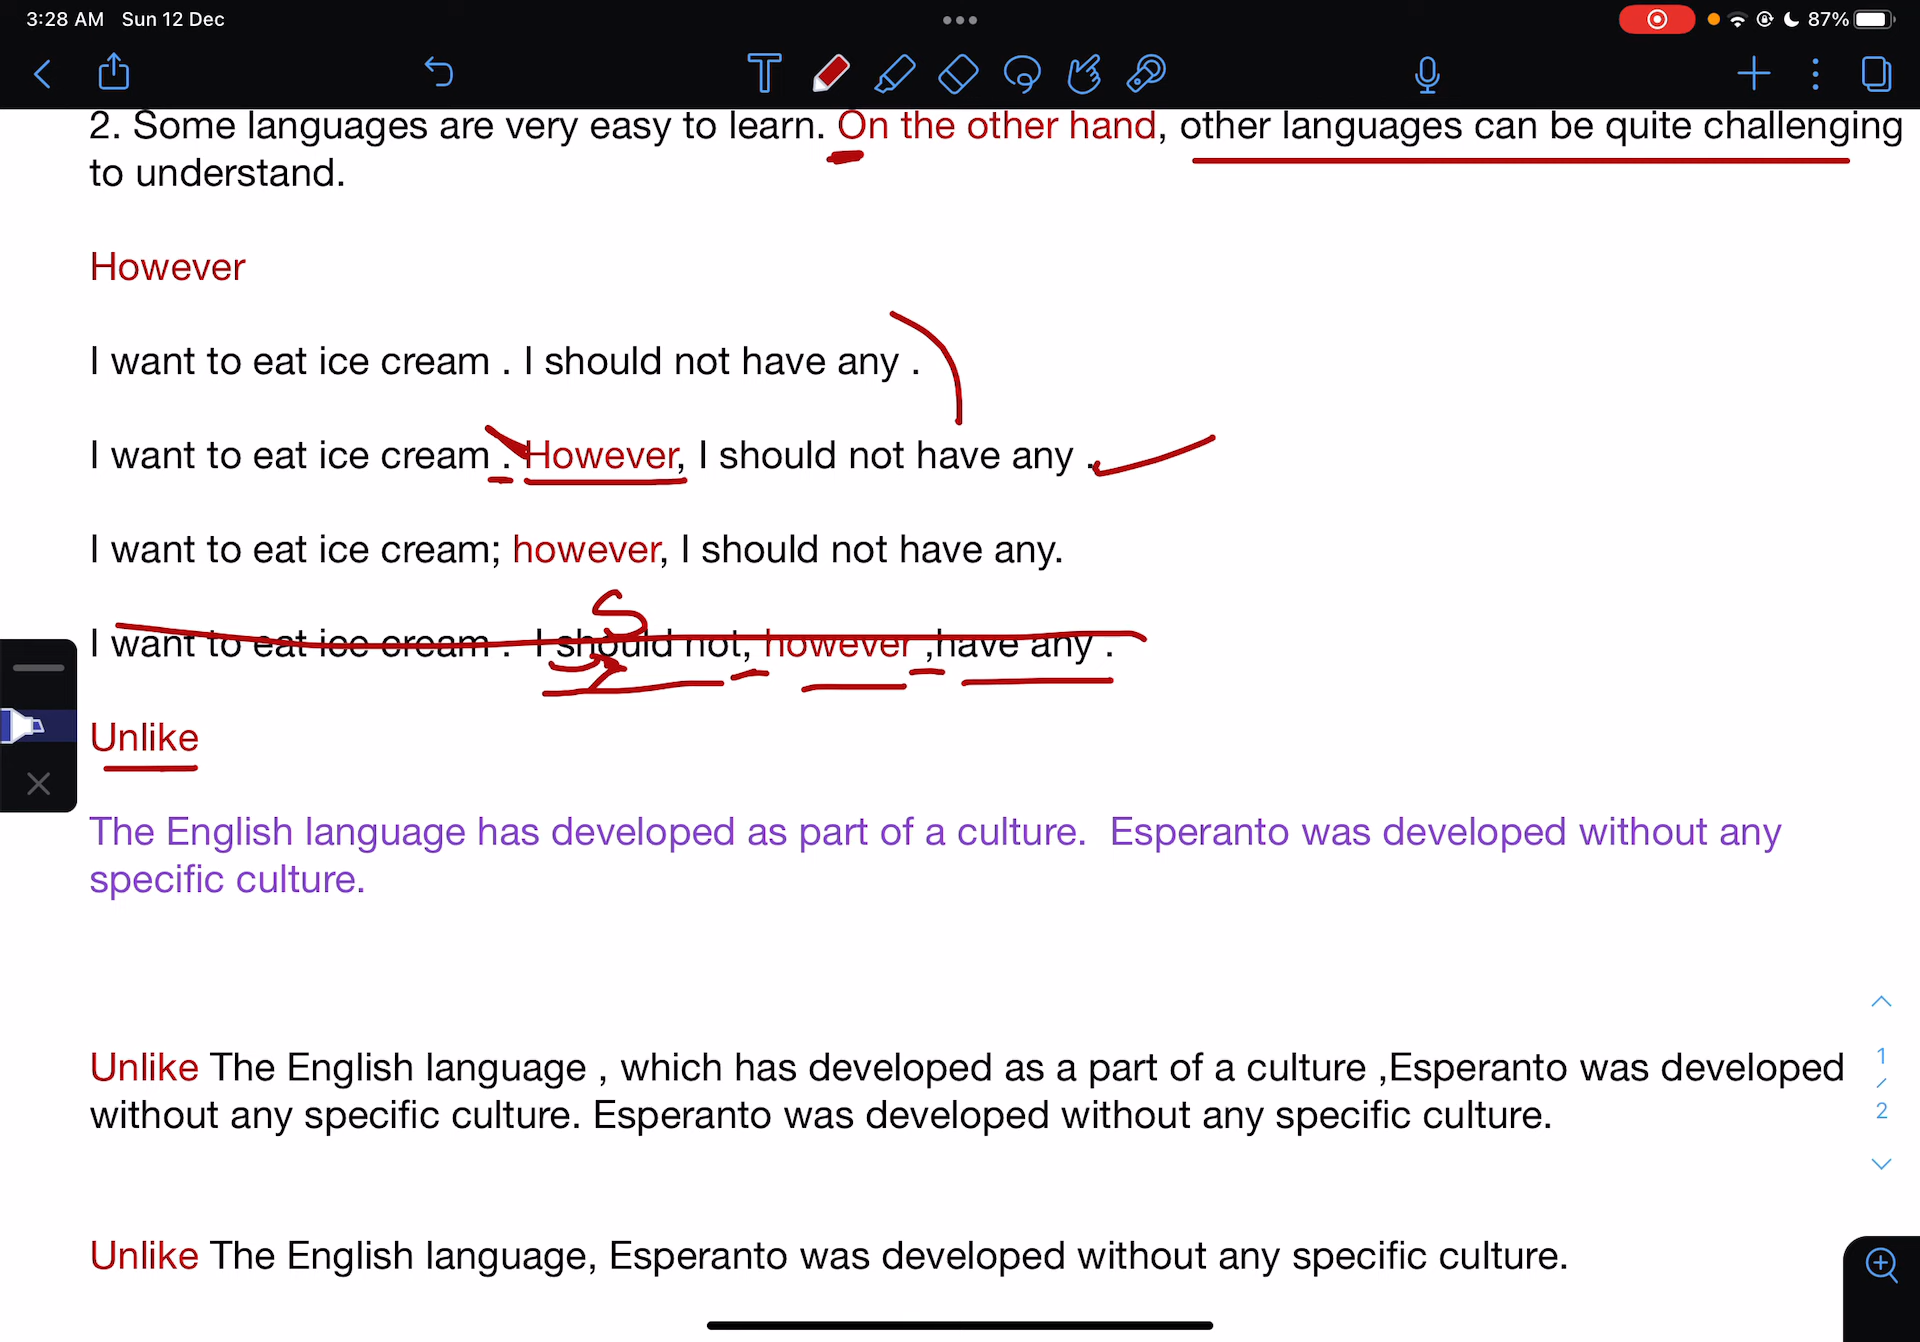 3:28 AM Sun 12 Dec
87%
2. Some languages are very easy to learn. On the other hand, other languages can be quite challenging
to understand.
However
I want to eat ice cream . I should not have any .
I want to eat ice cream . However, I should not have any .
I want to eat ice cream; however, I should not have any.
I want to eat ice cream . I should not, however ,have any .
Unlike
The English language has developed as part of a culture. Esperanto was developed without any
specific culture.
Unlike The English language , which has developed as a part of a culture ,Esperanto was developed
without any specific culture. Esperanto was developed without any specific culture.
Unlike The English language, Esperanto was developed without any specific culture.
1
/
2